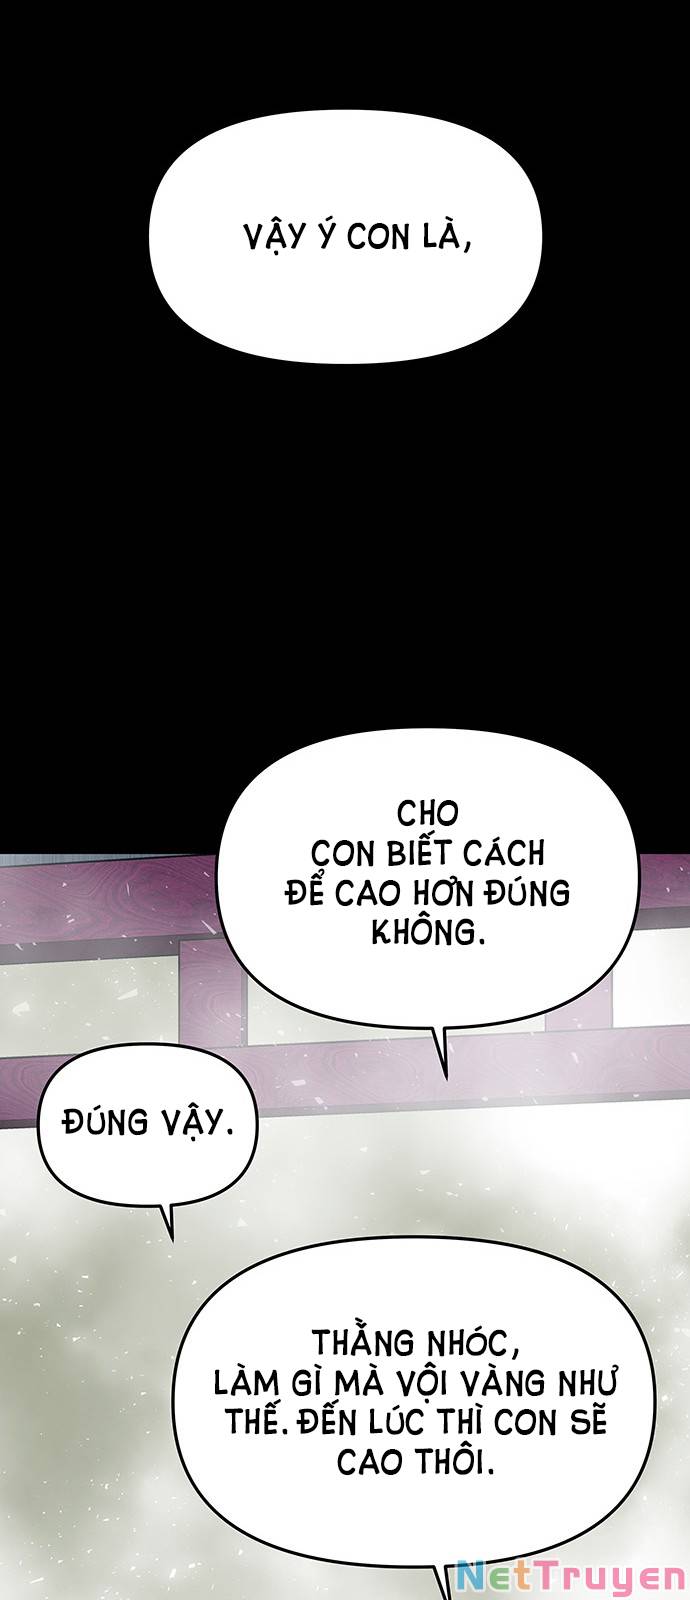 VẬY Ý CON LÀ,
CHO
CON BIẾT CÁCH
ĐỂ CAO HƠN ĐÚNG
KHÔNG.
ĐÚNG VẬY.
THẰNG NHÓC,
LÀM GÌ MÀ VỘI VÀNG NHƯ
THẾ. ĐẾN LÚC THÌ CON SẼ
CAO THÔI.
NetTruyen